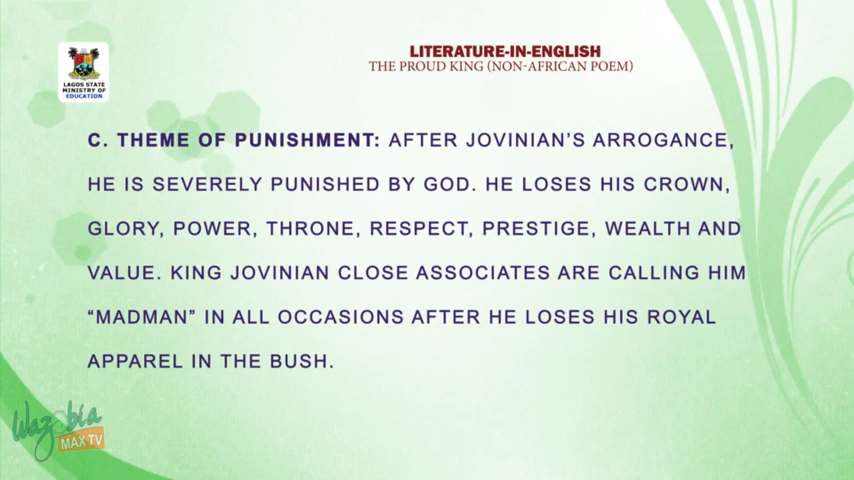 LITERATURE-IN-ENGLISH
THE PROUD KING (NON-AFRICAN POEM)
LAGOS STATE
MINISTRY OF
EDUCATION
C. THEME OF PUNISHMENT: AFTER JOVINIAN'S ARROGANCE,
HE IS SEVERELY PUNISHED BY GOD. HE LOSES HIS CROWN,
GLORY, POWER, THRONE, RESPECT, PRESTIGE, WEALTH AND
VALUE. KING JOVINIAN CLOSE ASSOCIATES ARE CALLING HIM
“MADMAN” IN ALL OCCASIONS AFTER HE LOSES HIS ROYAL
APPAREL IN THE BUSH.
Wazobia
MAX TV